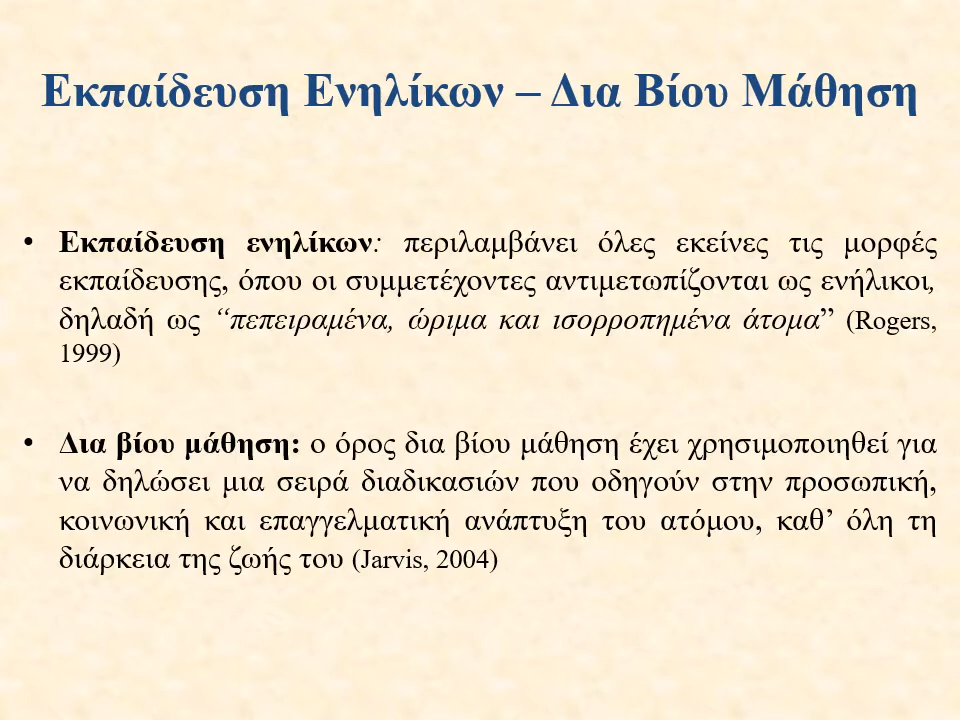 Εκπαίδευση Ενηλίκων – Δια Βίου Μάθηση
• Εκπαίδευση ενηλίκων: περιλαμβάνει όλες εκείνες τις μορφές
εκπαίδευσης, όπου οι συμμετέχοντες αντιμετωπίζονται ως ενήλικοι,
δηλαδή ως “πεπειραμένα, ώριμα και ισορροπημένα άτομα” (Rogers,
1999)
• Δια βίου μάθηση: ο όρος δια βίου μάθηση έχει χρησιμοποιηθεί για
να δηλώσει μια σειρά διαδικασιών που οδηγούν στην προσωπική,
κοινωνική και επαγγελματική ανάπτυξη του ατόμου, καθ’ όλη τη
διάρκεια της ζωής του (Jarvis, 2004)